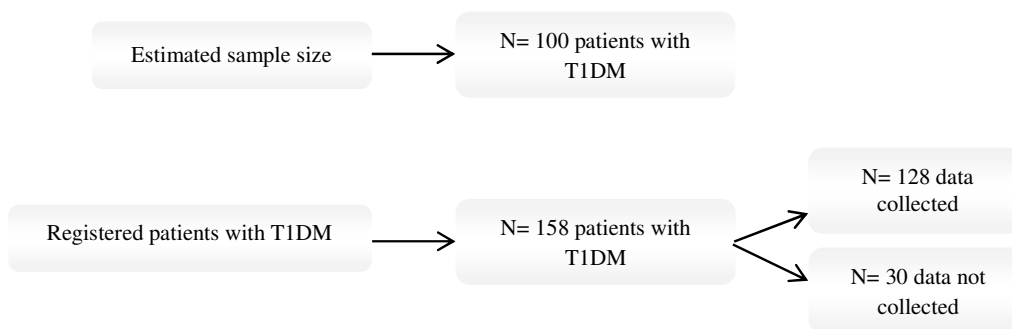 Estimated sample size
N= 100 patients with
T1DM
Registered patients with T1DM
N= 158 patients with
T1DM
N= 128 data
collected
N= 30 data not
collected